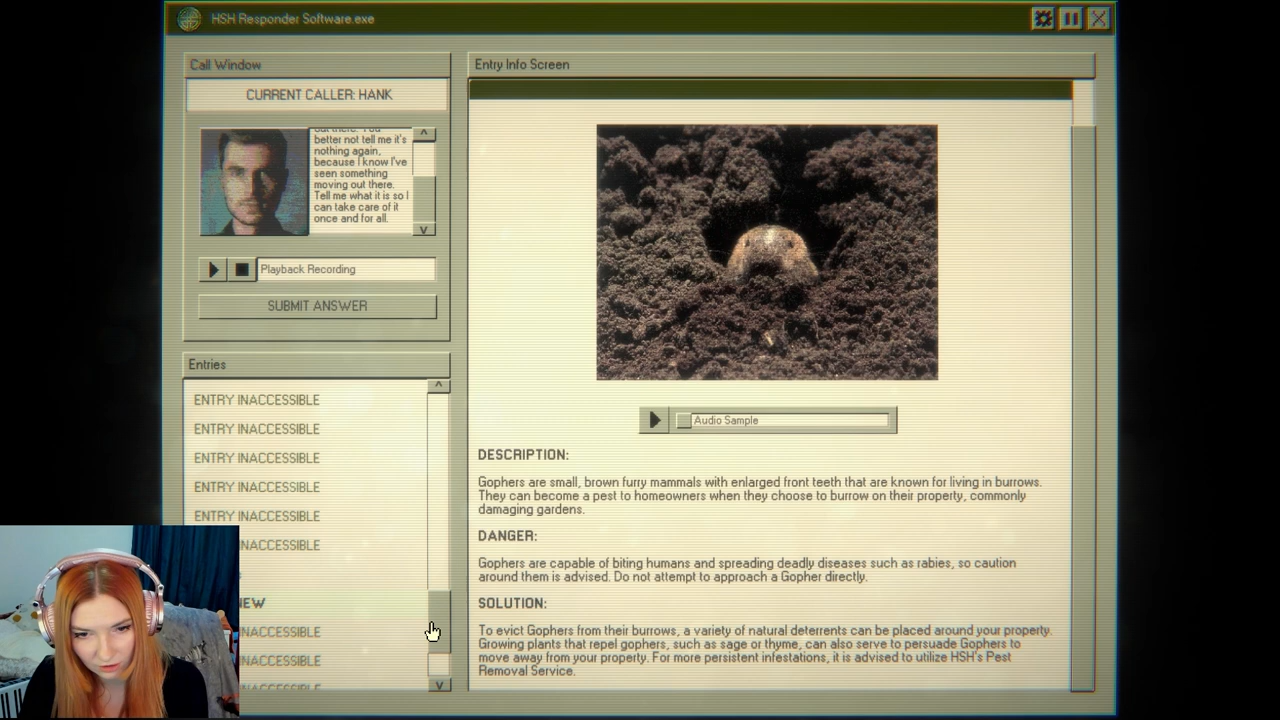 HSH Responder Software.exe
Call Window
CURRENT CALLER: HANK
better not tell me it's
nothing again,
because I know I've
seen something
moving out there.
Tell me what it is so I
can take care of it
once and for all.
Playback Recording
SUBMIT ANSWER
Entries
ENTRY INACCESSIBLE
ENTRY INACCESSIBLE
ENTRY INACCESSIBLE
ENTRY INACCESSIBLE
ENTRY INACCESSIBLE
INACCESSIBLE
INACCESSIBLE
INACCESSIBLE
Entry Info Screen
Audio Sample
DESCRIPTION:
Gophers are small, brown furry mammals with enlarged front teeth that are known for living in burrows.
They can become a pest to homeowners when they choose to burrow on their property, commonly
damaging gardens.
DANGER:
Gophers are capable of biting humans and spreading deadly diseases such as rabies, so caution
around them is advised. Do not attempt to approach a Gopher directly.
SOLUTION:
To evict Gophers from their burrows, a variety of natural deterrents can be placed around your property.
Growing plants that repel gophers, such as sage or thyme, can also serve to persuade Gophers to
move away from your property. For more persistent infestations, it is advised to utilize HSH's Pest
Removal Service.